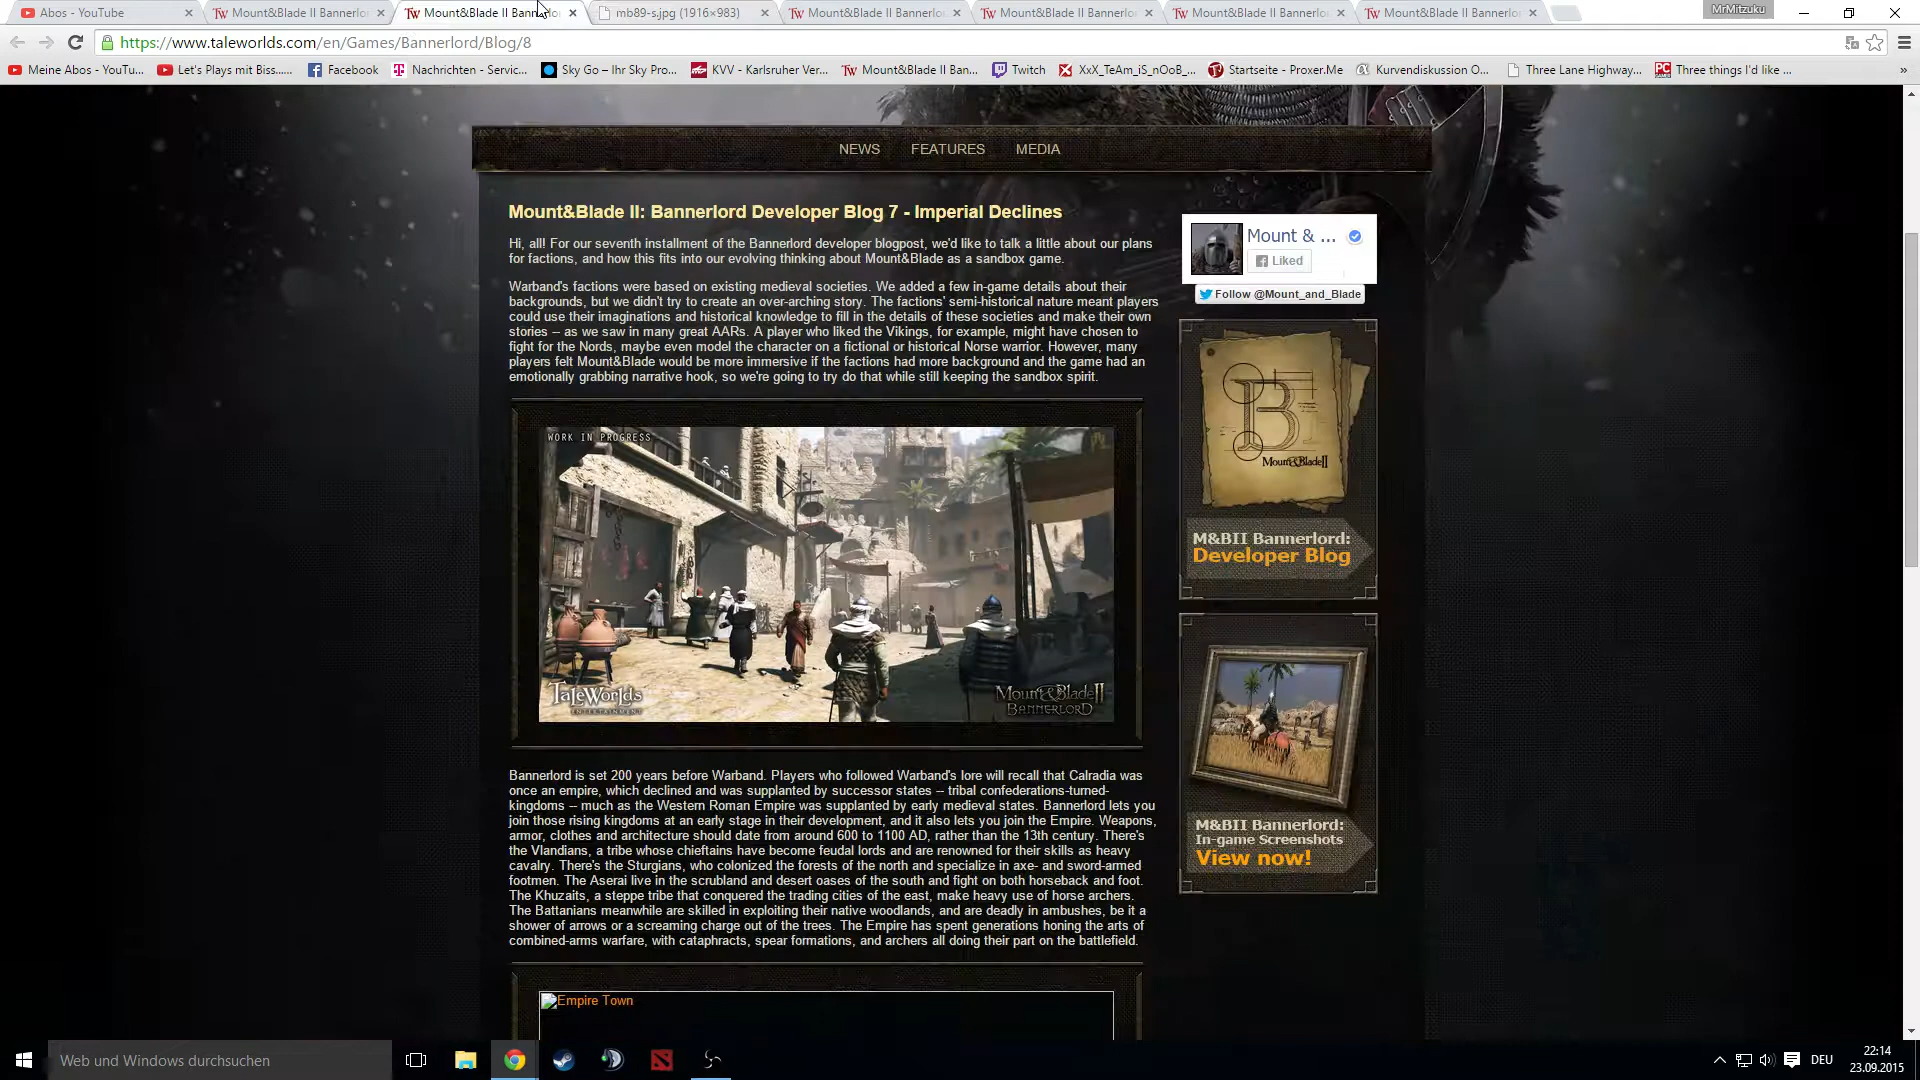 Abos - YouTube
Mount&Blade II Bannerlor
Mount&Blade II Bannerlor
mb89-s.jpg (1916×983)
Mount&Blade II Bannerlor
Mount&Blade II Bannerlor
Mount&Blade II Bannerlor
Mount&Blade II Bannerlor
MrMitzuku
https://www.taleworlds.com/en/Games/Bannerlord/Blog/8
Meine Abos - YouTu...
Let's Plays mit Biss.....
Facebook
Nachrichten - Servic...
Sky Go – Ihr Sky Pro...
KVV - Karlsruher Ver...
Mount&Blade II Ban...
Twitch
XxX_TeAm_iS_nOoB_...
Startseite - Proxer.Me
Kurvendiskussion O...
Three Lane Highway,...
Three things I'd like ...
NEWS FEATURES MEDIA
Mount&Blade II: Bannerlord Developer Blog 7 - Imperial Declines
Hi, all! For our seventh installment of the Bannerlord developer blogpost, we'd like to talk a little about our plans
for factions, and how this fits into our evolving thinking about Mount&Blade as a sandbox game.
Warband's factions were based on existing medieval societies. We added a few in-game details about their
backgrounds, but we didn't try to create an over-arching story. The factions' semi-historical nature meant players
could use their imaginations and historical knowledge to fill in the details of these societies and make their own
stories – as we saw in many great AARs. A player who liked the Vikings, for example, might have chosen to
fight for the Nords, maybe even model the character on a fictional or historical Norse warrior. However, many
players felt Mount&Blade would be more immersive if the factions had more background and the game had an
emotionally grabbing narrative hook, so we're going to try do that while still keeping the sandbox spirit.
WORK IN PROGRESS
TALEWORLDS
ENTERTAINMENT
Mount&Blade II
BANNERLORD
Bannerlord is set 200 years before Warband. Players who followed Warband's lore will recall that Calradia was
once an empire, which declined and was supplanted by successor states – tribal confederations-turned-
kingdoms – much as the Western Roman Empire was supplanted by early medieval states. Bannerlord lets you
join those rising kingdoms at an early stage in their development, and it also lets you join the Empire. Weapons,
armor, clothes and architecture should date from around 600 to 1100 AD, rather than the 13th century. There's
the Vlandians, a tribe whose chieftains have become feudal lords and are renowned for their skills as heavy
cavalry. There's the Sturgians, who colonized the forests of the north and specialize in axe- and sword-armed
footmen. The Aserai live in the scrubland and desert oases of the south and fight on both horseback and foot.
The Khuzaits, a steppe tribe that conquered the trading cities of the east, make heavy use of horse archers.
The Battanians meanwhile are skilled in exploiting their native woodlands, and are deadly in ambushes, be it a
shower of arrows or a screaming charge out of the trees. The Empire has spent generations honing the arts of
combined-arms warfare, with cataphracts, spear formations, and archers all doing their part on the battlefield.
Empire Town
Mount & ...
Liked
Follow @Mount_and_Blade
B
Mount&Blade II
M&BII Bannerlord:
Developer Blog
M&BII Bannerlord:
In-game Screenshots
View now!
Web und Windows durchsuchen
DEU
22:14
23.09.2015